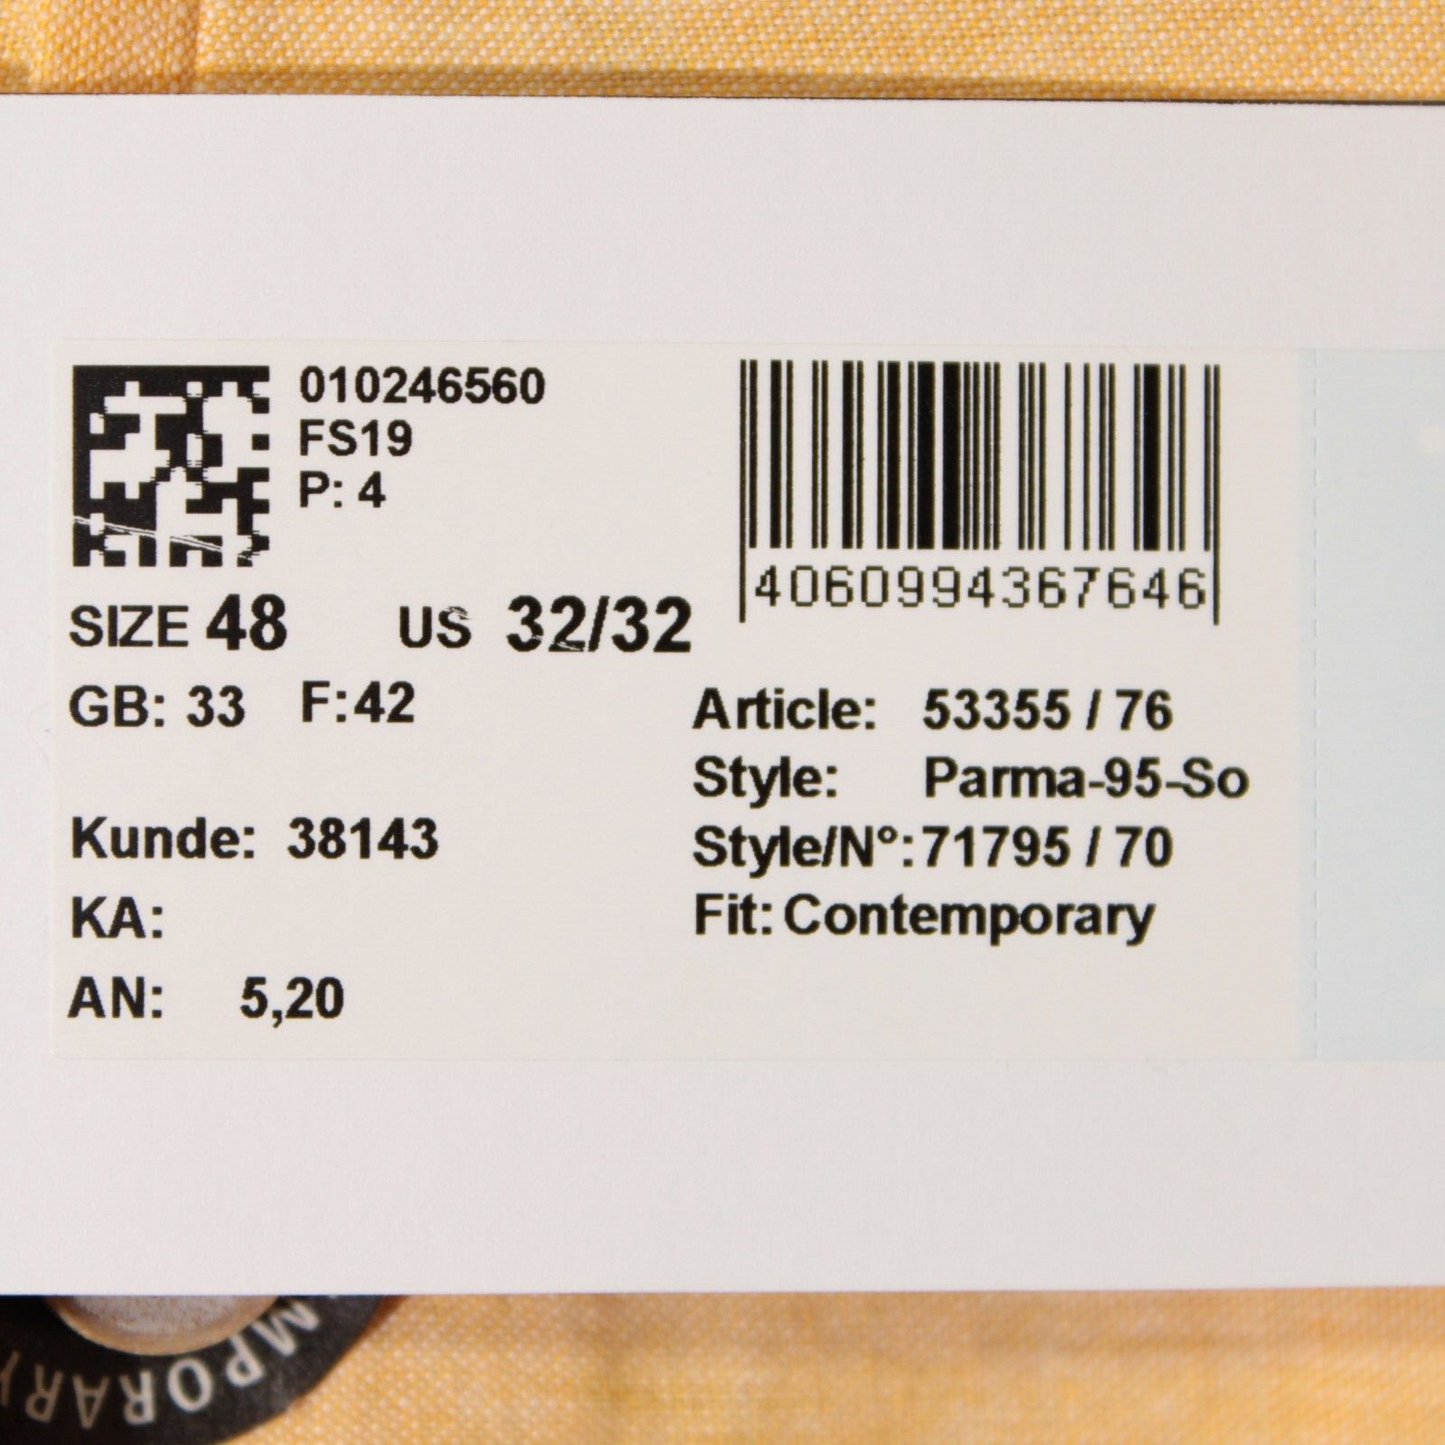 010246560
FS19
P: 4
4060994367646
SIZE 48 US 32/32
GB: 33 F:42
Article: 53355 / 76
Style: Parma-95-So
Style/N°:71795 / 70
Fit: Contemporary
Kunde: 38143
KA:
AN: 5,20
MPORARY